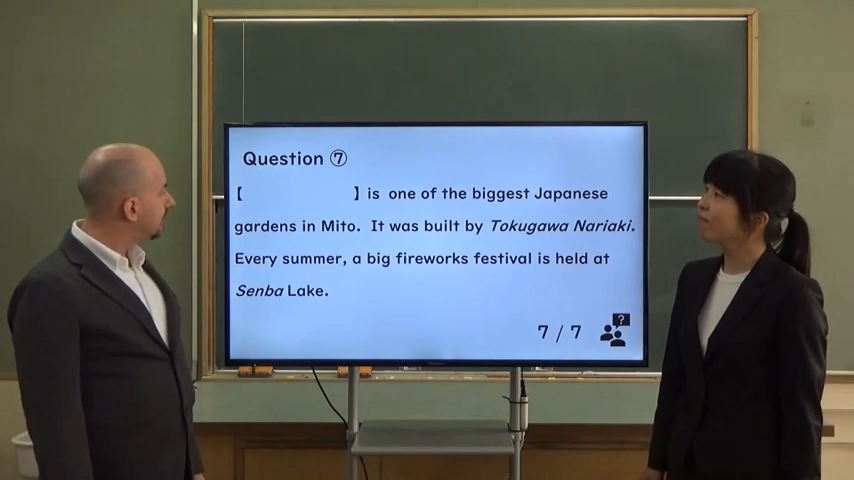 Question ⑦
【 】 is one of the biggest Japanese
gardens in Mito. It was built by Tokugawa Nariaki.
Every summer, a big fireworks festival is held at
Senba Lake.
7 / 7
?